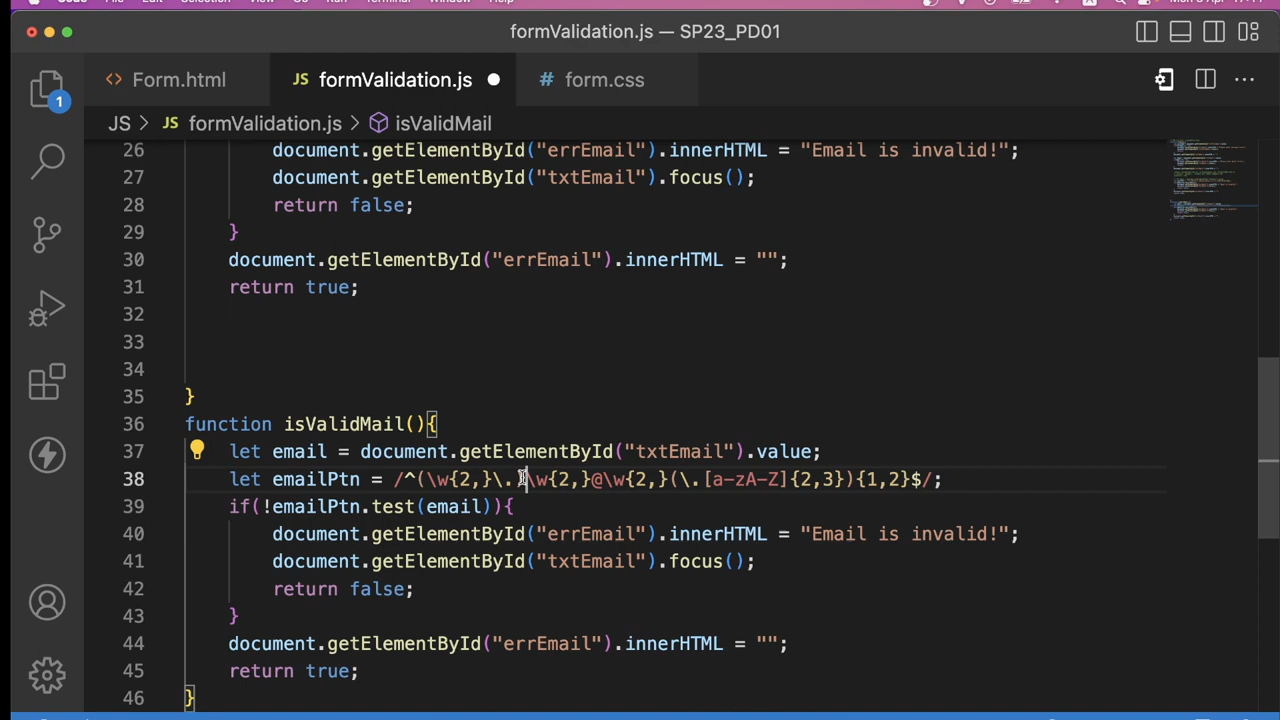 formValidation.js — SP23_PD01
Form.html
JS formValidation.js
# form.css
JS > JS formValidation.js > isValidMail
1
26 document.getElementById("errEmail").innerHTML = "Email is invalid!";
27 document.getElementById("txtEmail").focus();
28 return false;
29 }
30 document.getElementById("errEmail").innerHTML = "";
31 return true;
32
33
34
35 }
36 function isValidMail(){
37 let email = document.getElementById("txtEmail").value;
38 let emailPtn = /^(\w{2,}\.)\w{2,}@\w{2,}(\.[a-zA-Z]{2,3}){1,2}$/;
39 if(!emailPtn.test(email)){
40 document.getElementById("errEmail").innerHTML = "Email is invalid!";
41 document.getElementById("txtEmail").focus();
42 return false;
43 }
44 document.getElementById("errEmail").innerHTML = "";
45 return true;
46 }